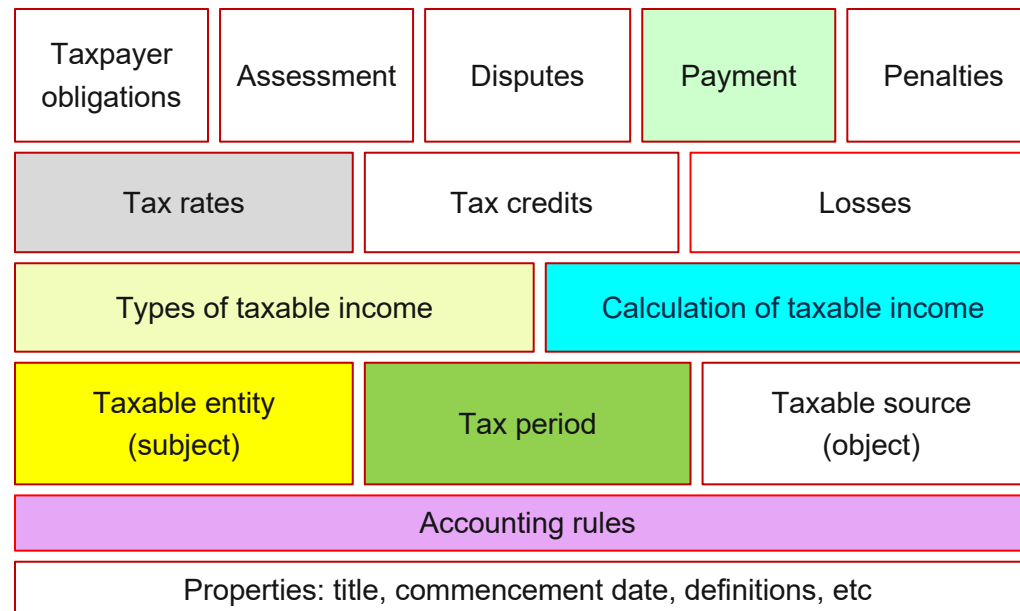 Taxpayer
obligations
Assessment
Disputes
Payment
Penalties
Tax rates
Tax credits
Losses
Types of taxable income
Calculation of taxable income
Taxable entity
(subject)
Tax period
Taxable source
(object)
Accounting rules
Properties: title, commencement date, definitions, etc